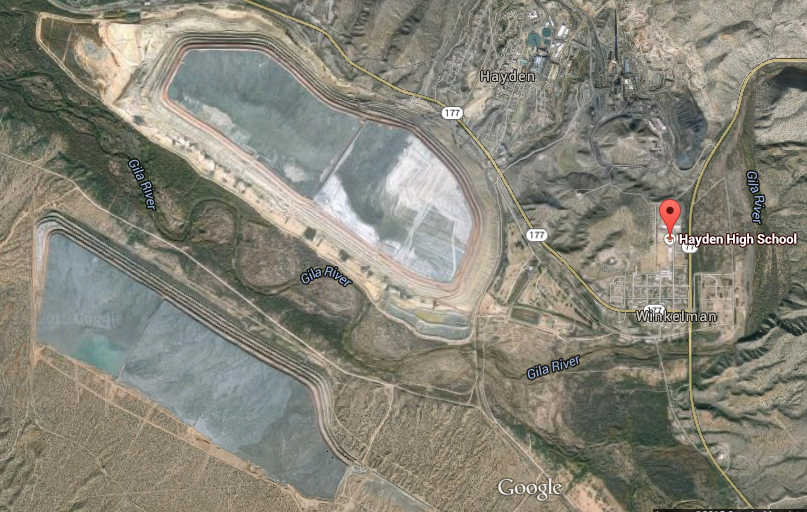 Hayden
177
Gila River
Gila River
177
Hayden High School
Gila River
177
Winkelman
Gila River
Google